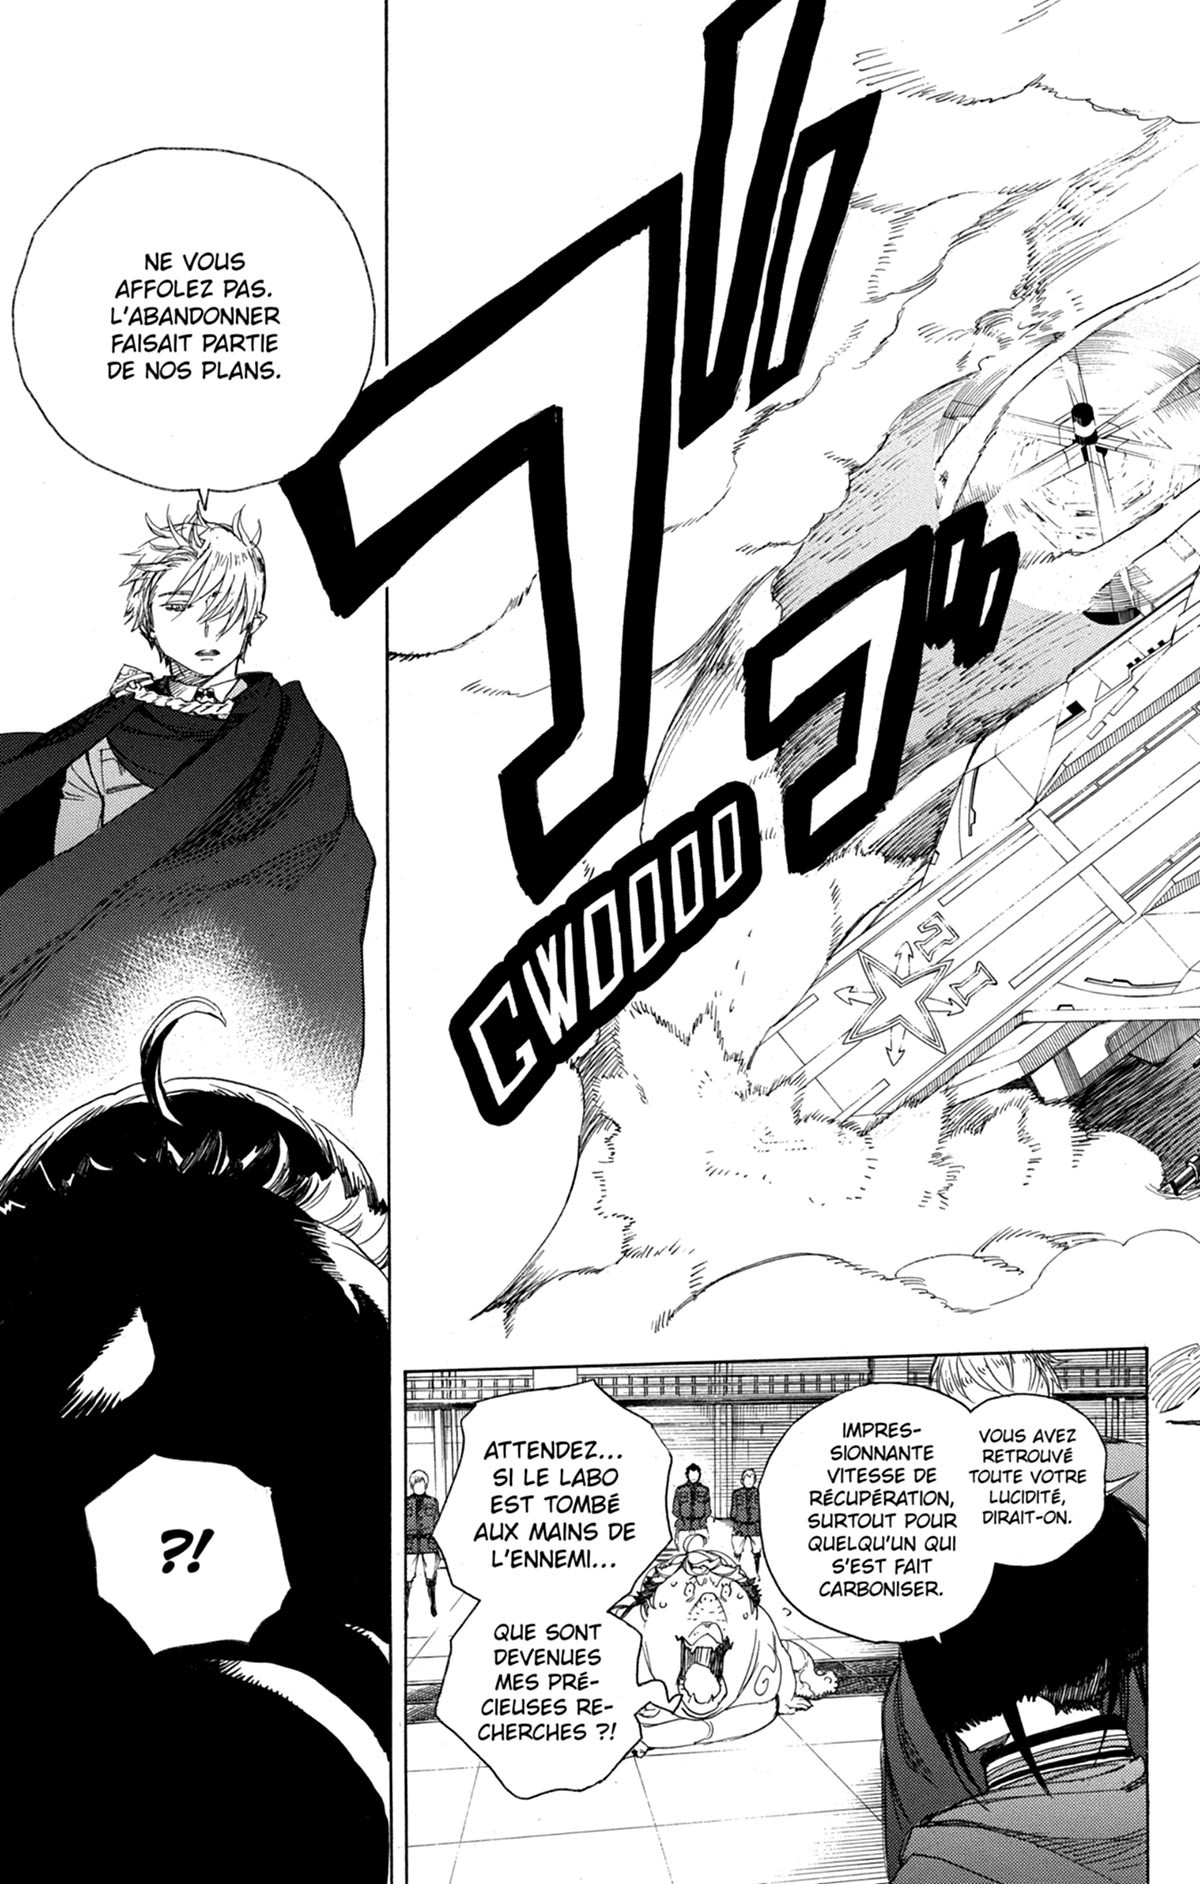 GWOOOO
VOUS AVEZ
RETROUVÉ
TOUTE VOTRE
LUCIDITÉ,
DIRAIT-ON.
IMPRES-
SIONNANTE
VITESSE DE
RÉCUPÉRATION,
SURTOUT POUR
QUELQU'UN QUI
S'EST FAIT
CARBONISER.
ATTENDEZ...
SI LE LABO
EST TOMBÉ
AUX MAINS DE
L'ENNEMI...
QUE SONT
DEVENUES
MES PRÉ-
CIEUSES RE-
CHERCHES ?!
NE VOUS
AFFOLEZ PAS.
L'ABANDONNER
FAISAIT PARTIE
DE NOS PLANS.
?!